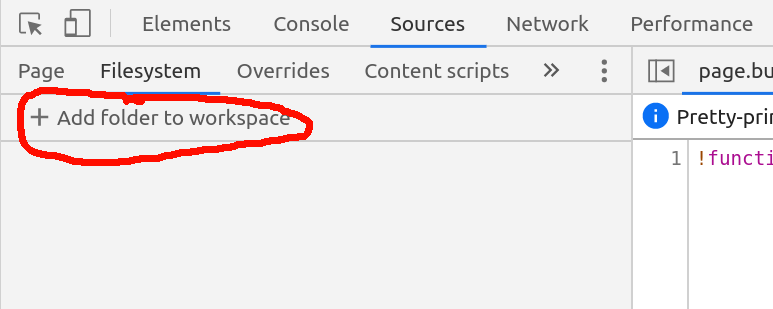 Elements Console Sources Network Performance
Page Filesystem Overrides Content scripts » page.bu
+ Add folder to workspace Pretty-prin
1 !functi